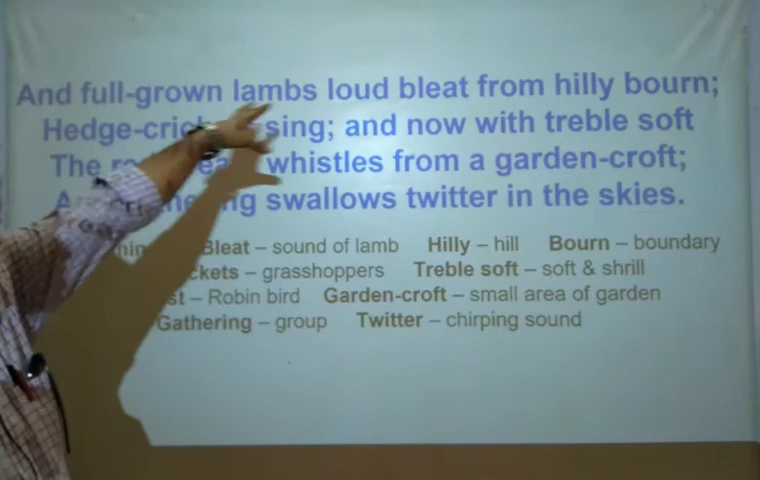 And full-grown lambs loud bleat from hilly bourn;
Hedge-cric sing; and now with treble soft
The whistles from a garden-croft;
swallows twitter in the skies.
Bleat – sound of lamb Hilly – hill Bourn – boundary
ckets – grasshoppers Treble soft – soft & shrill
st – Robin bird Garden-croft – small area of garden
Gathering – group Twitter – chirping sound